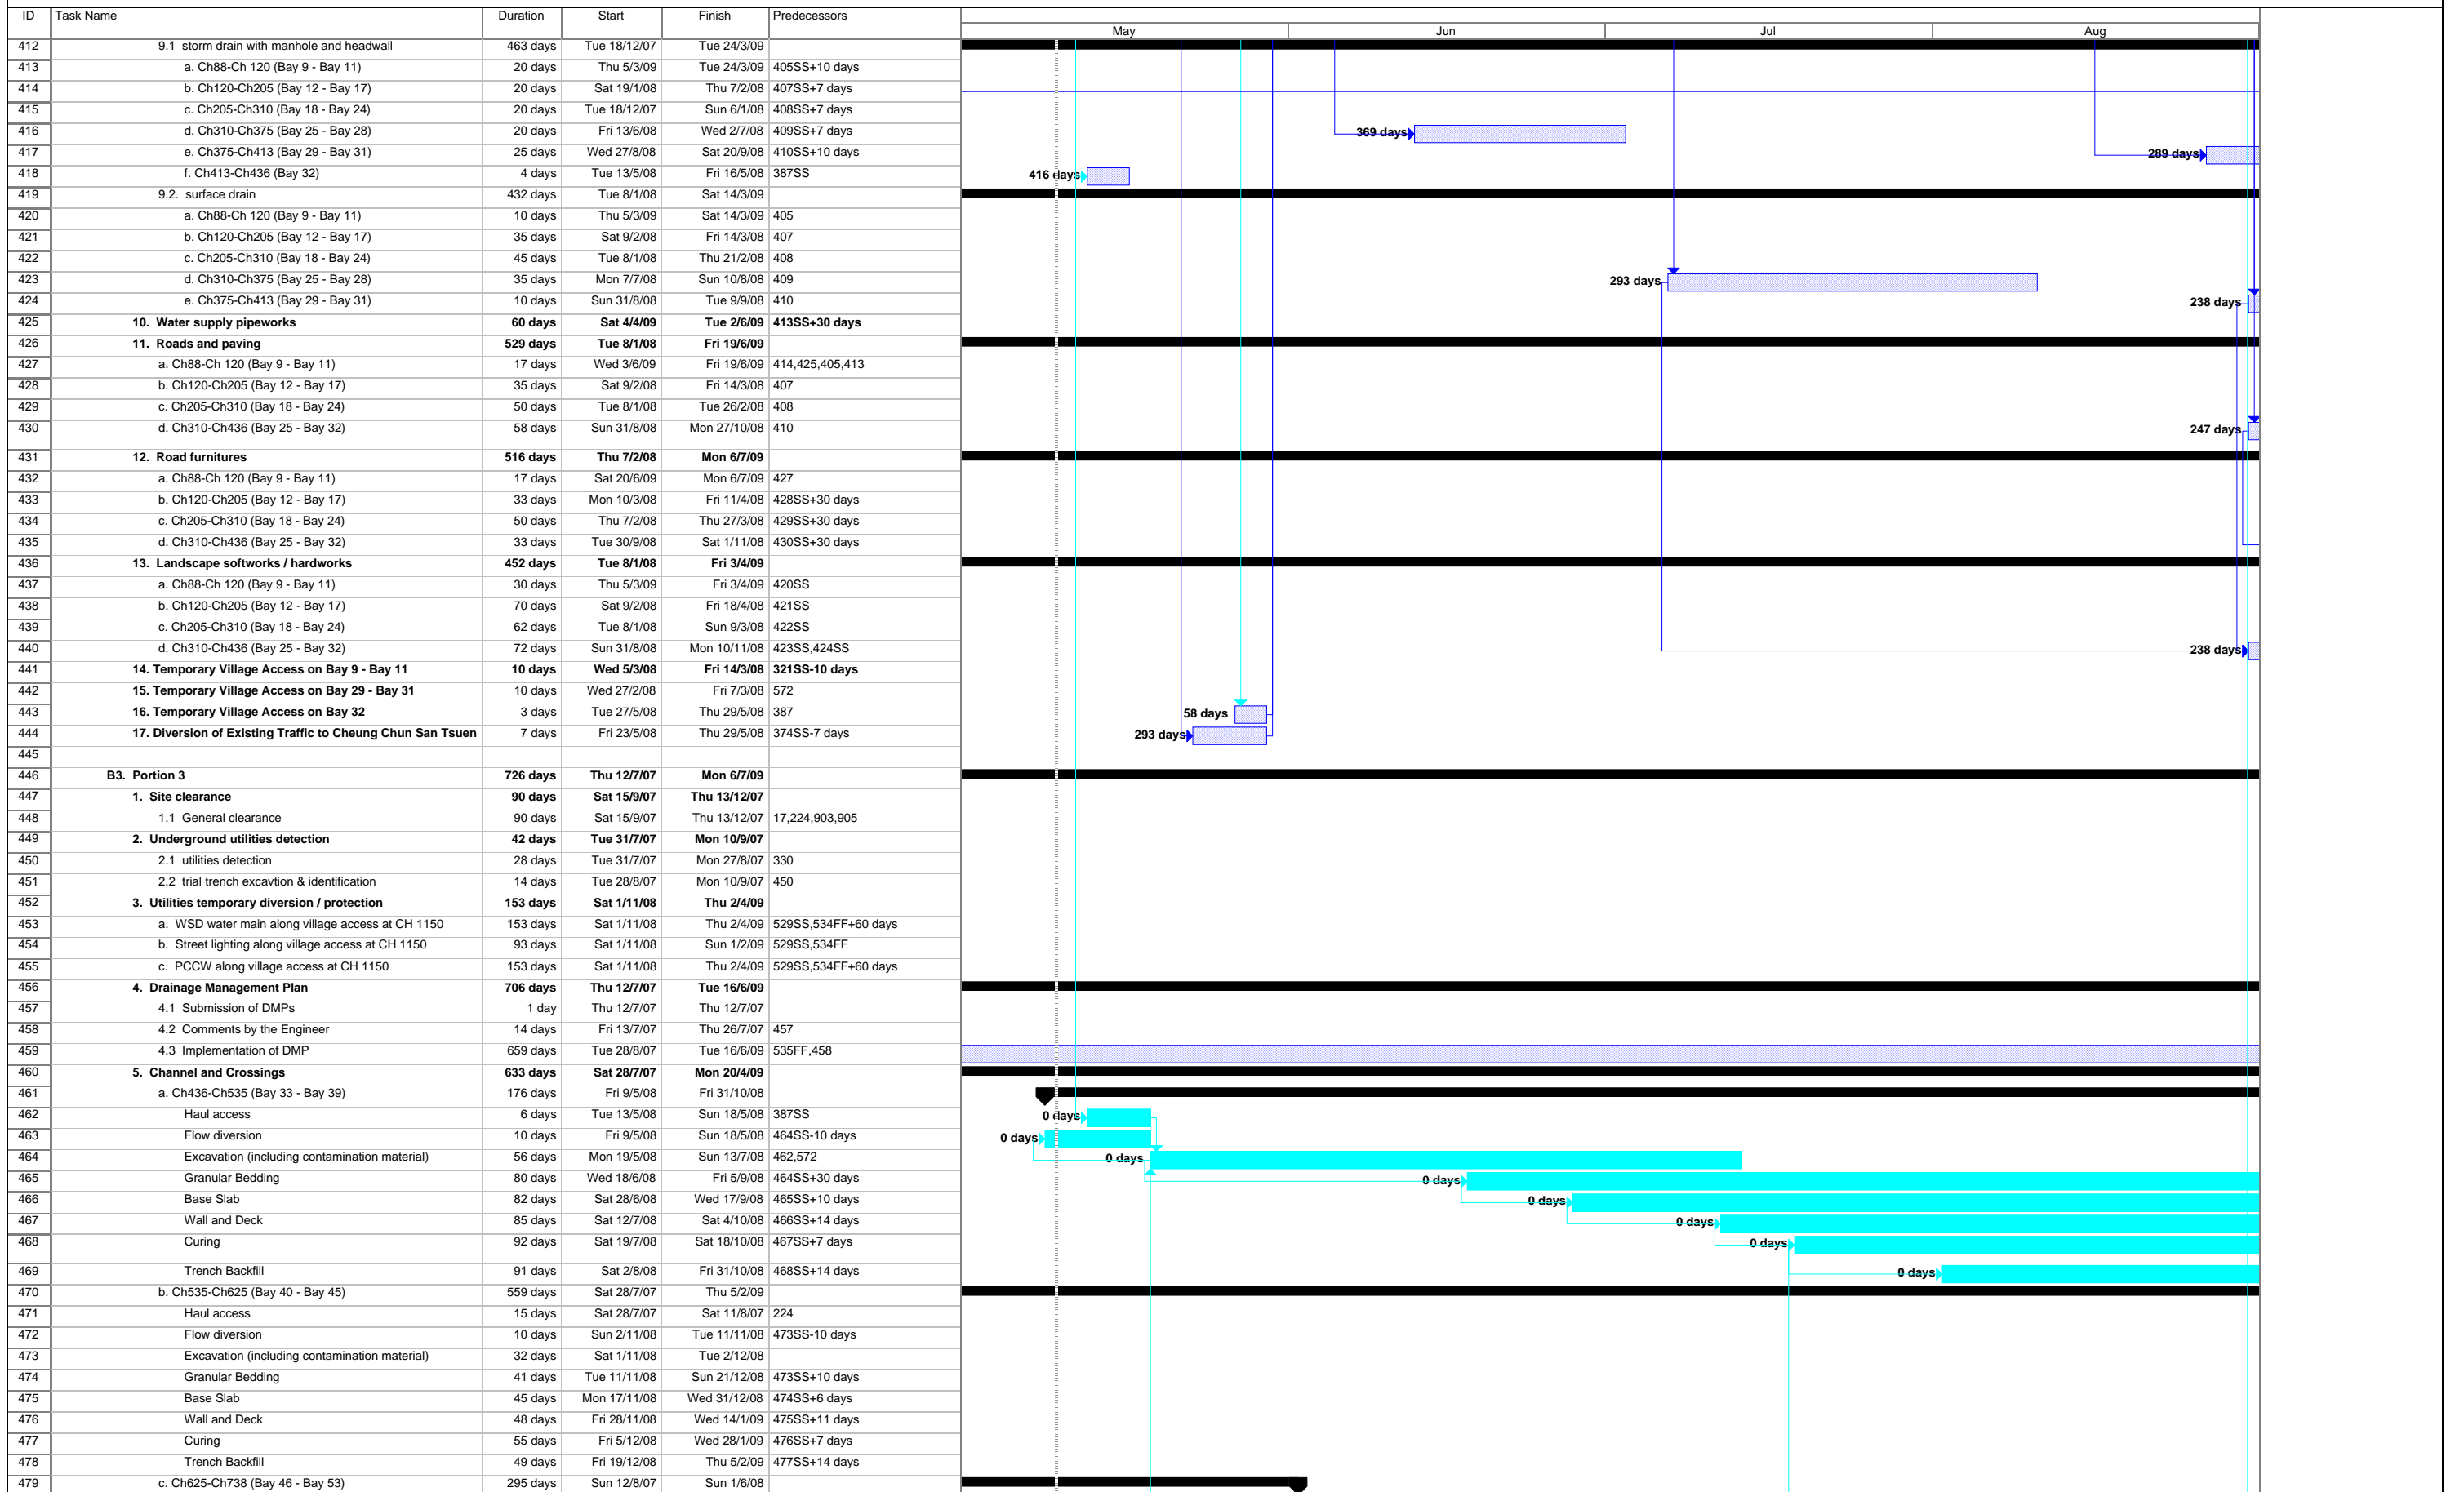 ID Task Name Duration Start Finish Predecessors
May Jun Jul Aug
412 9.1 storm drain with manhole and headwall 463 days Tue 18/12/07 Tue 24/3/09
413 a. Ch88-Ch 120 (Bay 9 - Bay 11) 20 days Thu 5/3/09 Tue 24/3/09 405SS+10 days
414 b. Ch120-Ch205 (Bay 12 - Bay 17) 20 days Sat 19/1/08 Thu 7/2/08 407SS+7 days
415 c. Ch205-Ch310 (Bay 18 - Bay 24) 20 days Tue 18/12/07 Sun 6/1/08 408SS+7 days
416 d. Ch310-Ch375 (Bay 25 - Bay 28) 20 days Fri 13/6/08 Wed 2/7/08 409SS+7 days 369 days
417 e. Ch375-Ch413 (Bay 29 - Bay 31) 25 days Wed 27/8/08 Sat 20/9/08 410SS+10 days 289 days
418 f. Ch413-Ch436 (Bay 32) 4 days Tue 13/5/08 Fri 16/5/08 387SS 416 days
419 9.2. surface drain 432 days Tue 8/1/08 Sat 14/3/09
420 a. Ch88-Ch 120 (Bay 9 - Bay 11) 10 days Thu 5/3/09 Sat 14/3/09 405
421 b. Ch120-Ch205 (Bay 12 - Bay 17) 35 days Sat 9/2/08 Fri 14/3/08 407
422 c. Ch205-Ch310 (Bay 18 - Bay 24) 45 days Tue 8/1/08 Thu 21/2/08 408
423 d. Ch310-Ch375 (Bay 25 - Bay 28) 35 days Mon 7/7/08 Sun 10/8/08 409 293 days
424 e. Ch375-Ch413 (Bay 29 - Bay 31) 10 days Sun 31/8/08 Tue 9/9/08 410 238 days
425 10. Water supply pipeworks 60 days Sat 4/4/09 Tue 2/6/09 413SS+30 days
426 11. Roads and paving 529 days Tue 8/1/08 Fri 19/6/09
427 a. Ch88-Ch 120 (Bay 9 - Bay 11) 17 days Wed 3/6/09 Fri 19/6/09 414,425,405,413
428 b. Ch120-Ch205 (Bay 12 - Bay 17) 35 days Sat 9/2/08 Fri 14/3/08 407
429 c. Ch205-Ch310 (Bay 18 - Bay 24) 50 days Tue 8/1/08 Tue 26/2/08 408
430 d. Ch310-Ch436 (Bay 25 - Bay 32) 58 days Sun 31/8/08 Mon 27/10/08 410 247 days
431 12. Road furnitures 516 days Thu 7/2/08 Mon 6/7/09
432 a. Ch88-Ch 120 (Bay 9 - Bay 11) 17 days Sat 20/6/09 Mon 6/7/09 427
433 b. Ch120-Ch205 (Bay 12 - Bay 17) 33 days Mon 10/3/08 Fri 11/4/08 428SS+30 days
434 c. Ch205-Ch310 (Bay 18 - Bay 24) 50 days Thu 7/2/08 Thu 27/3/08 429SS+30 days
435 d. Ch310-Ch436 (Bay 25 - Bay 32) 33 days Tue 30/9/08 Sat 1/11/08 430SS+30 days
436 13. Landscape softworks / hardworks 452 days Tue 8/1/08 Fri 3/4/09
437 a. Ch88-Ch 120 (Bay 9 - Bay 11) 30 days Thu 5/3/09 Fri 3/4/09 420SS
438 b. Ch120-Ch205 (Bay 12 - Bay 17) 70 days Sat 9/2/08 Fri 18/4/08 421SS
439 c. Ch205-Ch310 (Bay 18 - Bay 24) 62 days Tue 8/1/08 Sun 9/3/08 422SS
440 d. Ch310-Ch436 (Bay 25 - Bay 32) 72 days Sun 31/8/08 Mon 10/11/08 423SS,424SS 238 days
441 14. Temporary Village Access on Bay 9 - Bay 11 10 days Wed 5/3/08 Fri 14/3/08 321SS-10 days
442 15. Temporary Village Access on Bay 29 - Bay 31 10 days Wed 27/2/08 Fri 7/3/08 572
443 16. Temporary Village Access on Bay 32 3 days Tue 27/5/08 Thu 29/5/08 387 58 days
444 17. Diversion of Existing Traffic to Cheung Chun San Tsuen 7 days Fri 23/5/08 Thu 29/5/08 374SS-7 days 293 days
445
446 B3. Portion 3 726 days Thu 12/7/07 Mon 6/7/09
447 1. Site clearance 90 days Sat 15/9/07 Thu 13/12/07
448 1.1 General clearance 90 days Sat 15/9/07 Thu 13/12/07 17,224,903,905
449 2. Underground utilities detection 42 days Tue 31/7/07 Mon 10/9/07
450 2.1 utilities detection 28 days Tue 31/7/07 Mon 27/8/07 330
451 2.2 trial trench excavtion & identification 14 days Tue 28/8/07 Mon 10/9/07 450
452 3. Utilities temporary diversion / protection 153 days Sat 1/11/08 Thu 2/4/09
453 a. WSD water main along village access at CH 1150 153 days Sat 1/11/08 Thu 2/4/09 529SS,534FF+60 days
454 b. Street lighting along village access at CH 1150 93 days Sat 1/11/08 Sun 1/2/09 529SS,534FF
455 c. PCCW along village access at CH 1150 153 days Sat 1/11/08 Thu 2/4/09 529SS,534FF+60 days
456 4. Drainage Management Plan 706 days Thu 12/7/07 Tue 16/6/09
457 4.1 Submission of DMPs 1 day Thu 12/7/07 Thu 12/7/07
458 4.2 Comments by the Engineer 14 days Fri 13/7/07 Thu 26/7/07 457
459 4.3 Implementation of DMP 659 days Tue 28/8/07 Tue 16/6/09 535FF,458
460 5. Channel and Crossings 633 days Sat 28/7/07 Mon 20/4/09
461 a. Ch436-Ch535 (Bay 33 - Bay 39) 176 days Fri 9/5/08 Fri 31/10/08
462 Haul access 6 days Tue 13/5/08 Sun 18/5/08 387SS 0 days
463 Flow diversion 10 days Fri 9/5/08 Sun 18/5/08 464SS-10 days 0 days
464 Excavation (including contamination material) 56 days Mon 19/5/08 Sun 13/7/08 462,572 0 days
465 Granular Bedding 80 days Wed 18/6/08 Fri 5/9/08 464SS+30 days 0 days
466 Base Slab 82 days Sat 28/6/08 Wed 17/9/08 465SS+10 days 0 days
467 Wall and Deck 85 days Sat 12/7/08 Sat 4/10/08 466SS+14 days 0 days
468 Curing 92 days Sat 19/7/08 Sat 18/10/08 467SS+7 days 0 days
469 Trench Backfill 91 days Sat 2/8/08 Fri 31/10/08 468SS+14 days 0 days
470 b. Ch535-Ch625 (Bay 40 - Bay 45) 559 days Sat 28/7/07 Thu 5/2/09
471 Haul access 15 days Sat 28/7/07 Sat 11/8/07 224
472 Flow diversion 10 days Sun 2/11/08 Tue 11/11/08 473SS-10 days
473 Excavation (including contamination material) 32 days Sat 1/11/08 Tue 2/12/08
474 Granular Bedding 41 days Tue 11/11/08 Sun 21/12/08 473SS+10 days
475 Base Slab 45 days Mon 17/11/08 Wed 31/12/08 474SS+6 days
476 Wall and Deck 48 days Fri 28/11/08 Wed 14/1/09 475SS+11 days
477 Curing 55 days Fri 5/12/08 Wed 28/1/09 476SS+7 days
478 Trench Backfill 49 days Fri 19/12/08 Thu 5/2/09 477SS+14 days
479 c. Ch625-Ch738 (Bay 46 - Bay 53) 295 days Sun 12/8/07 Sun 1/6/08